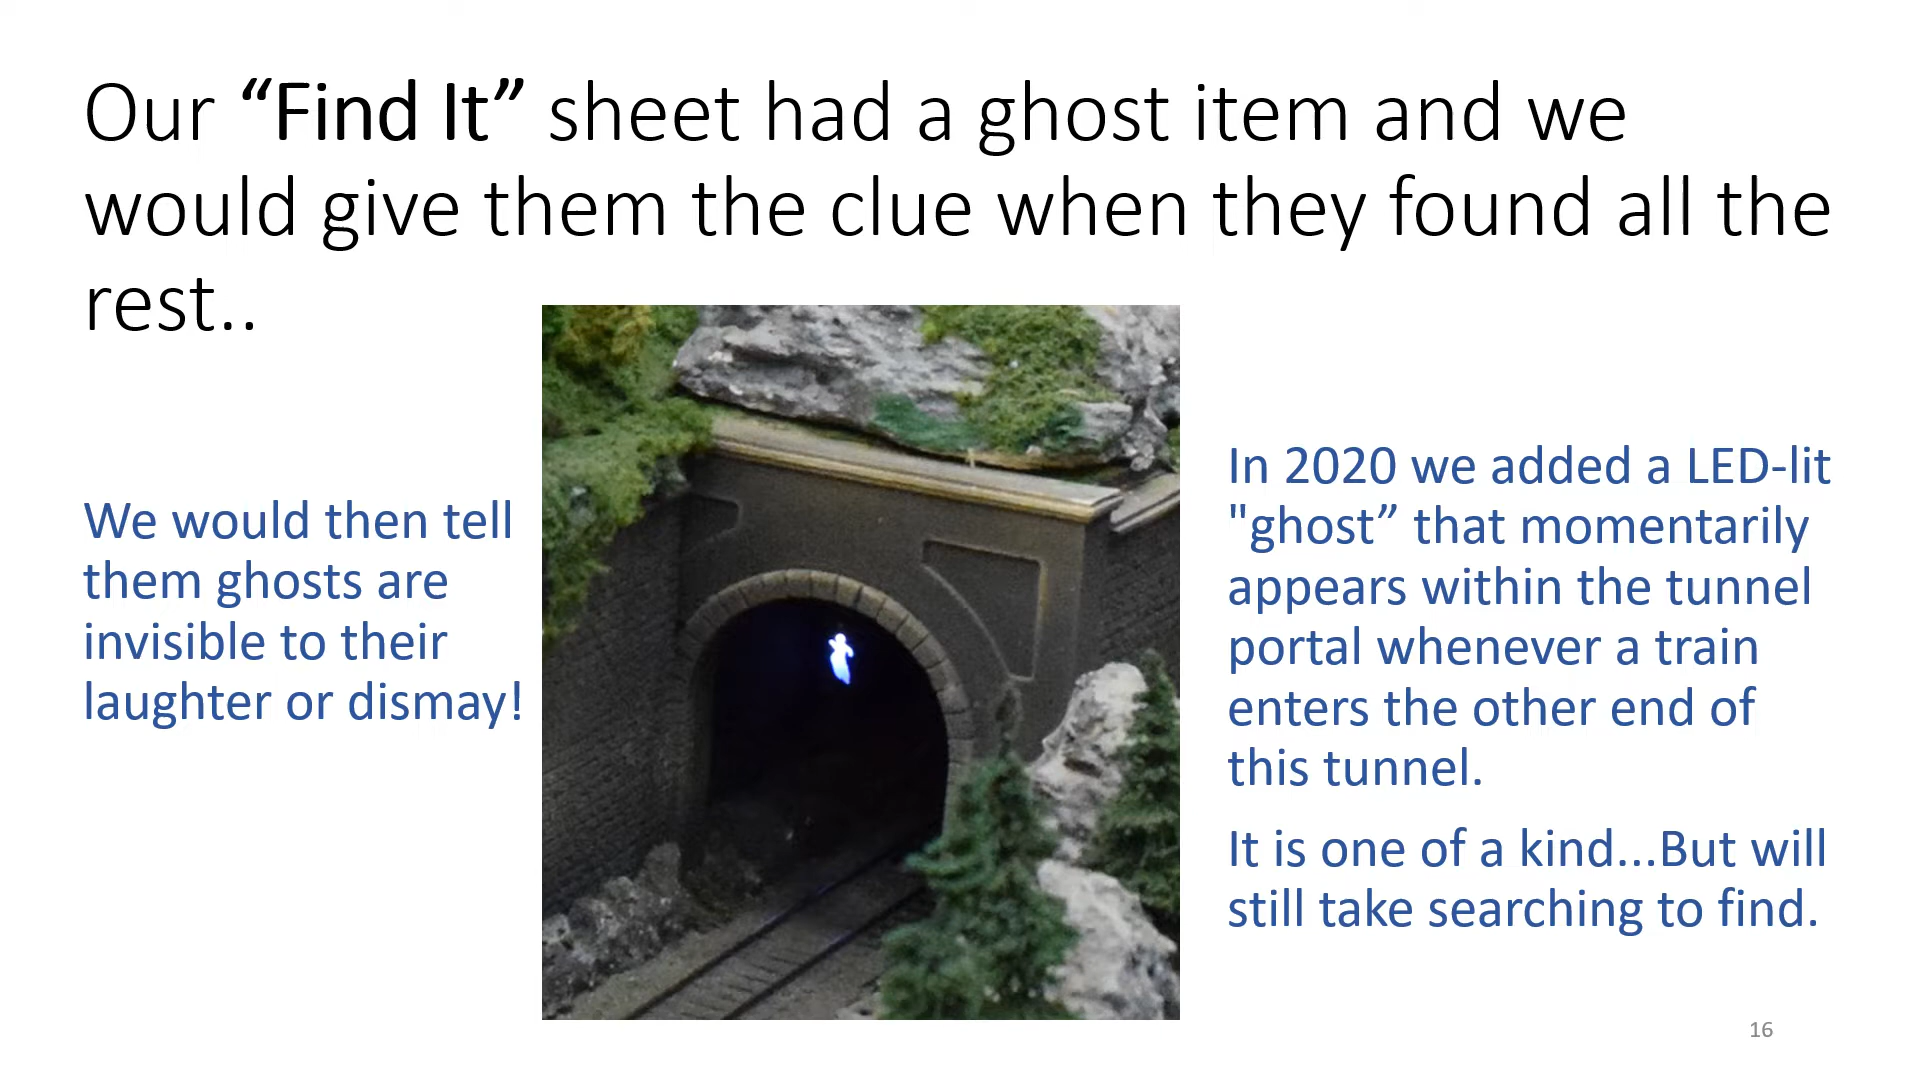 Our “Find It” sheet had a ghost item and we
would give them the clue when they found all the
rest..
We would then tell
them ghosts are
invisible to their
laughter or dismay!
In 2020 we added a LED-lit
"ghost” that momentarily
appears within the tunnel
portal whenever a train
enters the other end of
this tunnel.
It is one of a kind...But will
still take searching to find.
16